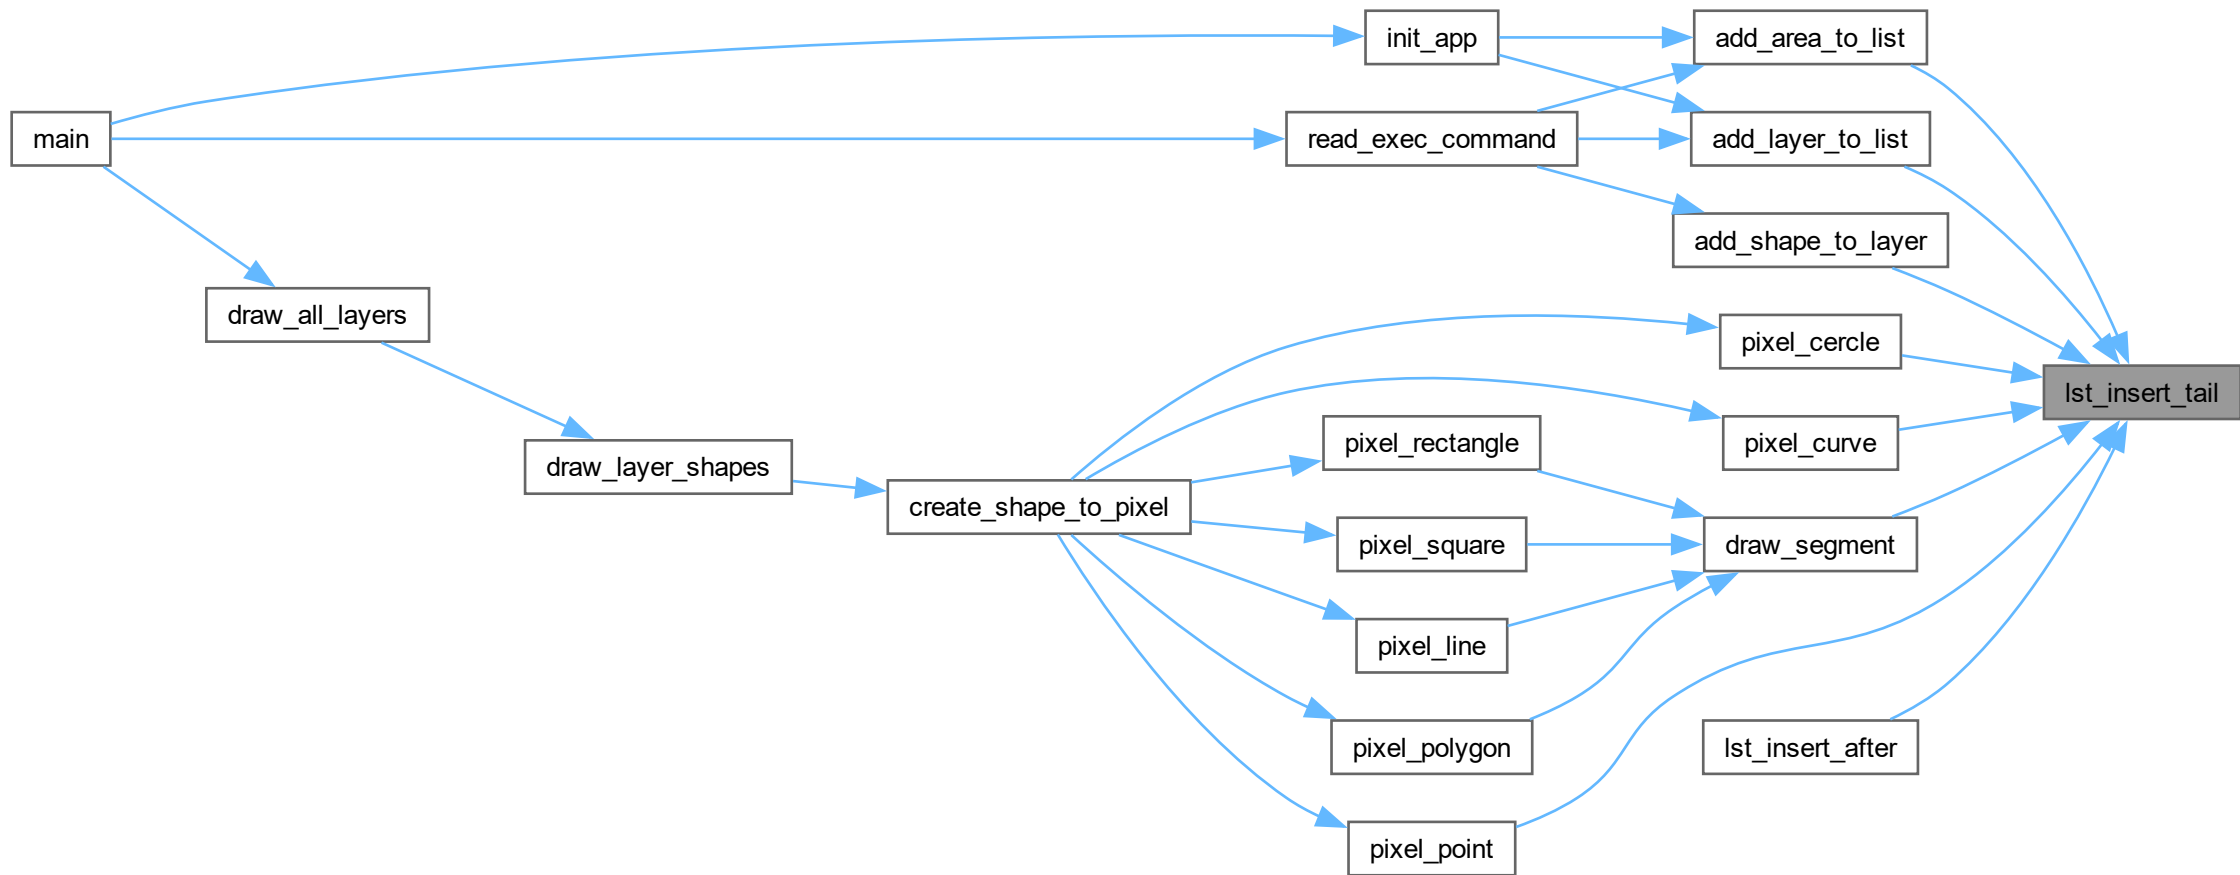 init_app
add_area_to_list
main
read_exec_command
add_layer_to_list
add_shape_to_layer
draw_all_layers
pixel_cercle
lst_insert_tail
pixel_rectangle
pixel_curve
draw_layer_shapes
create_shape_to_pixel
pixel_square
draw_segment
pixel_line
pixel_polygon
lst_insert_after
pixel_point